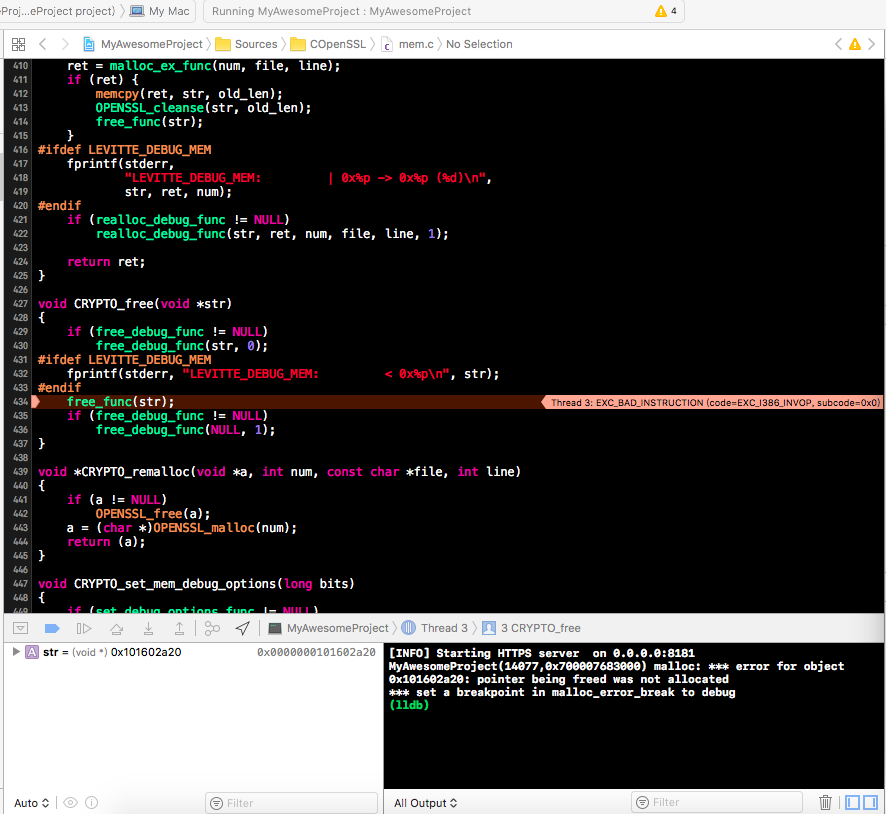 eProj...eProject project) My Mac Running MyAwesomeProject : MyAwesomeProject 4
MyAwesomeProject Sources COpenSSL mem.c No Selection
410 ret = malloc_ex_func(num, file, line);
411 if (ret) {
412 memcpy(ret, str, old_len);
413 OPENSSL_cleanse(str, old_len);
414 free_func(str);
415 }
416 #ifdef LEVITTE_DEBUG_MEM
417 fprintf(stderr,
418 "LEVITTE_DEBUG_MEM: | 0x%p -> 0x%p (%d)\n",
419 str, ret, num);
420 #endif
421 if (realloc_debug_func != NULL)
422 realloc_debug_func(str, ret, num, file, line, 1);
423
424 return ret;
425 }
426
427 void CRYPTO_free(void *str)
428 {
429 if (free_debug_func != NULL)
430 free_debug_func(str, 0);
431 #ifdef LEVITTE_DEBUG_MEM
432 fprintf(stderr, "LEVITTE_DEBUG_MEM: < 0x%p\n", str);
433 #endif
434 free_func(str); Thread 3: EXC_BAD_INSTRUCTION (code=EXC_I386_INVOP, subcode=0x0)
435 if (free_debug_func != NULL)
436 free_debug_func(NULL, 1);
437 }
438
439 void *CRYPTO_remalloc(void *a, int num, const char *file, int line)
440 {
441 if (a != NULL)
442 OPENSSL_free(a);
443 a = (char *)OPENSSL_malloc(num);
444 return (a);
445 }
446
447 void CRYPTO_set_mem_debug_options(long bits)
448 {
449 if (set_debug_options_func != NULL)
MyAwesomeProject Thread 3 3 CRYPTO_free
A str = (void *) 0x101602a20 0x0000000101602a20
[INFO] Starting HTTPS server on 0.0.0.0:8181
MyAwesomeProject(14077,0x700007683000) malloc: *** error for object
0x101602a20: pointer being freed was not allocated
*** set a breakpoint in malloc_error_break to debug
(lldb)
Auto Filter All Output Filter